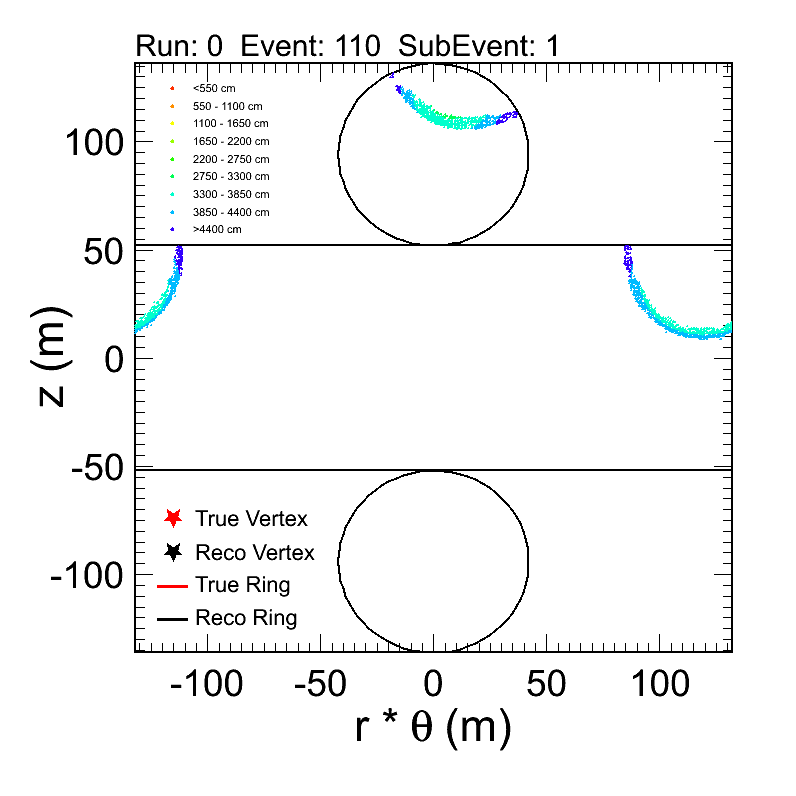 Run: 0 Event: 110 SubEvent: 1
<550 cm
550 - 1100 cm
1100 - 1650 cm
1650 - 2200 cm
2200 - 2750 cm
2750 - 3300 cm
3300 - 3850 cm
3850 - 4400 cm
>4400 cm
100
50
0
-50
-100
z (m)
True Vertex
Reco Vertex
True Ring
Reco Ring
-100 -50 0 50 100
r * θ (m)